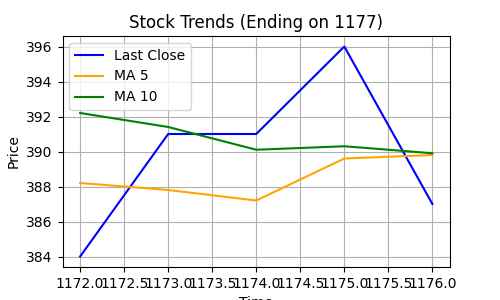 Stock Trends (Ending on 1177)
Last Close
MA 5
MA 10
Price
396
394
392
390
388
386
384
1172.0 1172.5 1173.0 1173.5 1174.0 1174.5 1175.0 1175.5 1176.0
Time